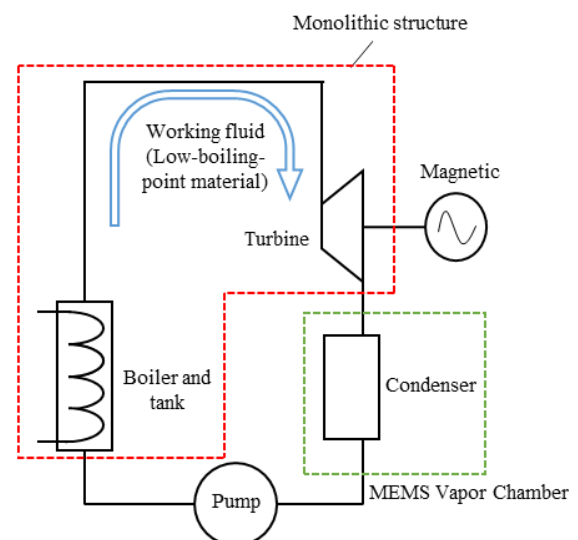 Monolithic structure
Working fluid
(Low-boiling-
point material)
Magnetic
Turbine
Boiler and
tank
Condenser
MEMS Vapor Chamber
Pump